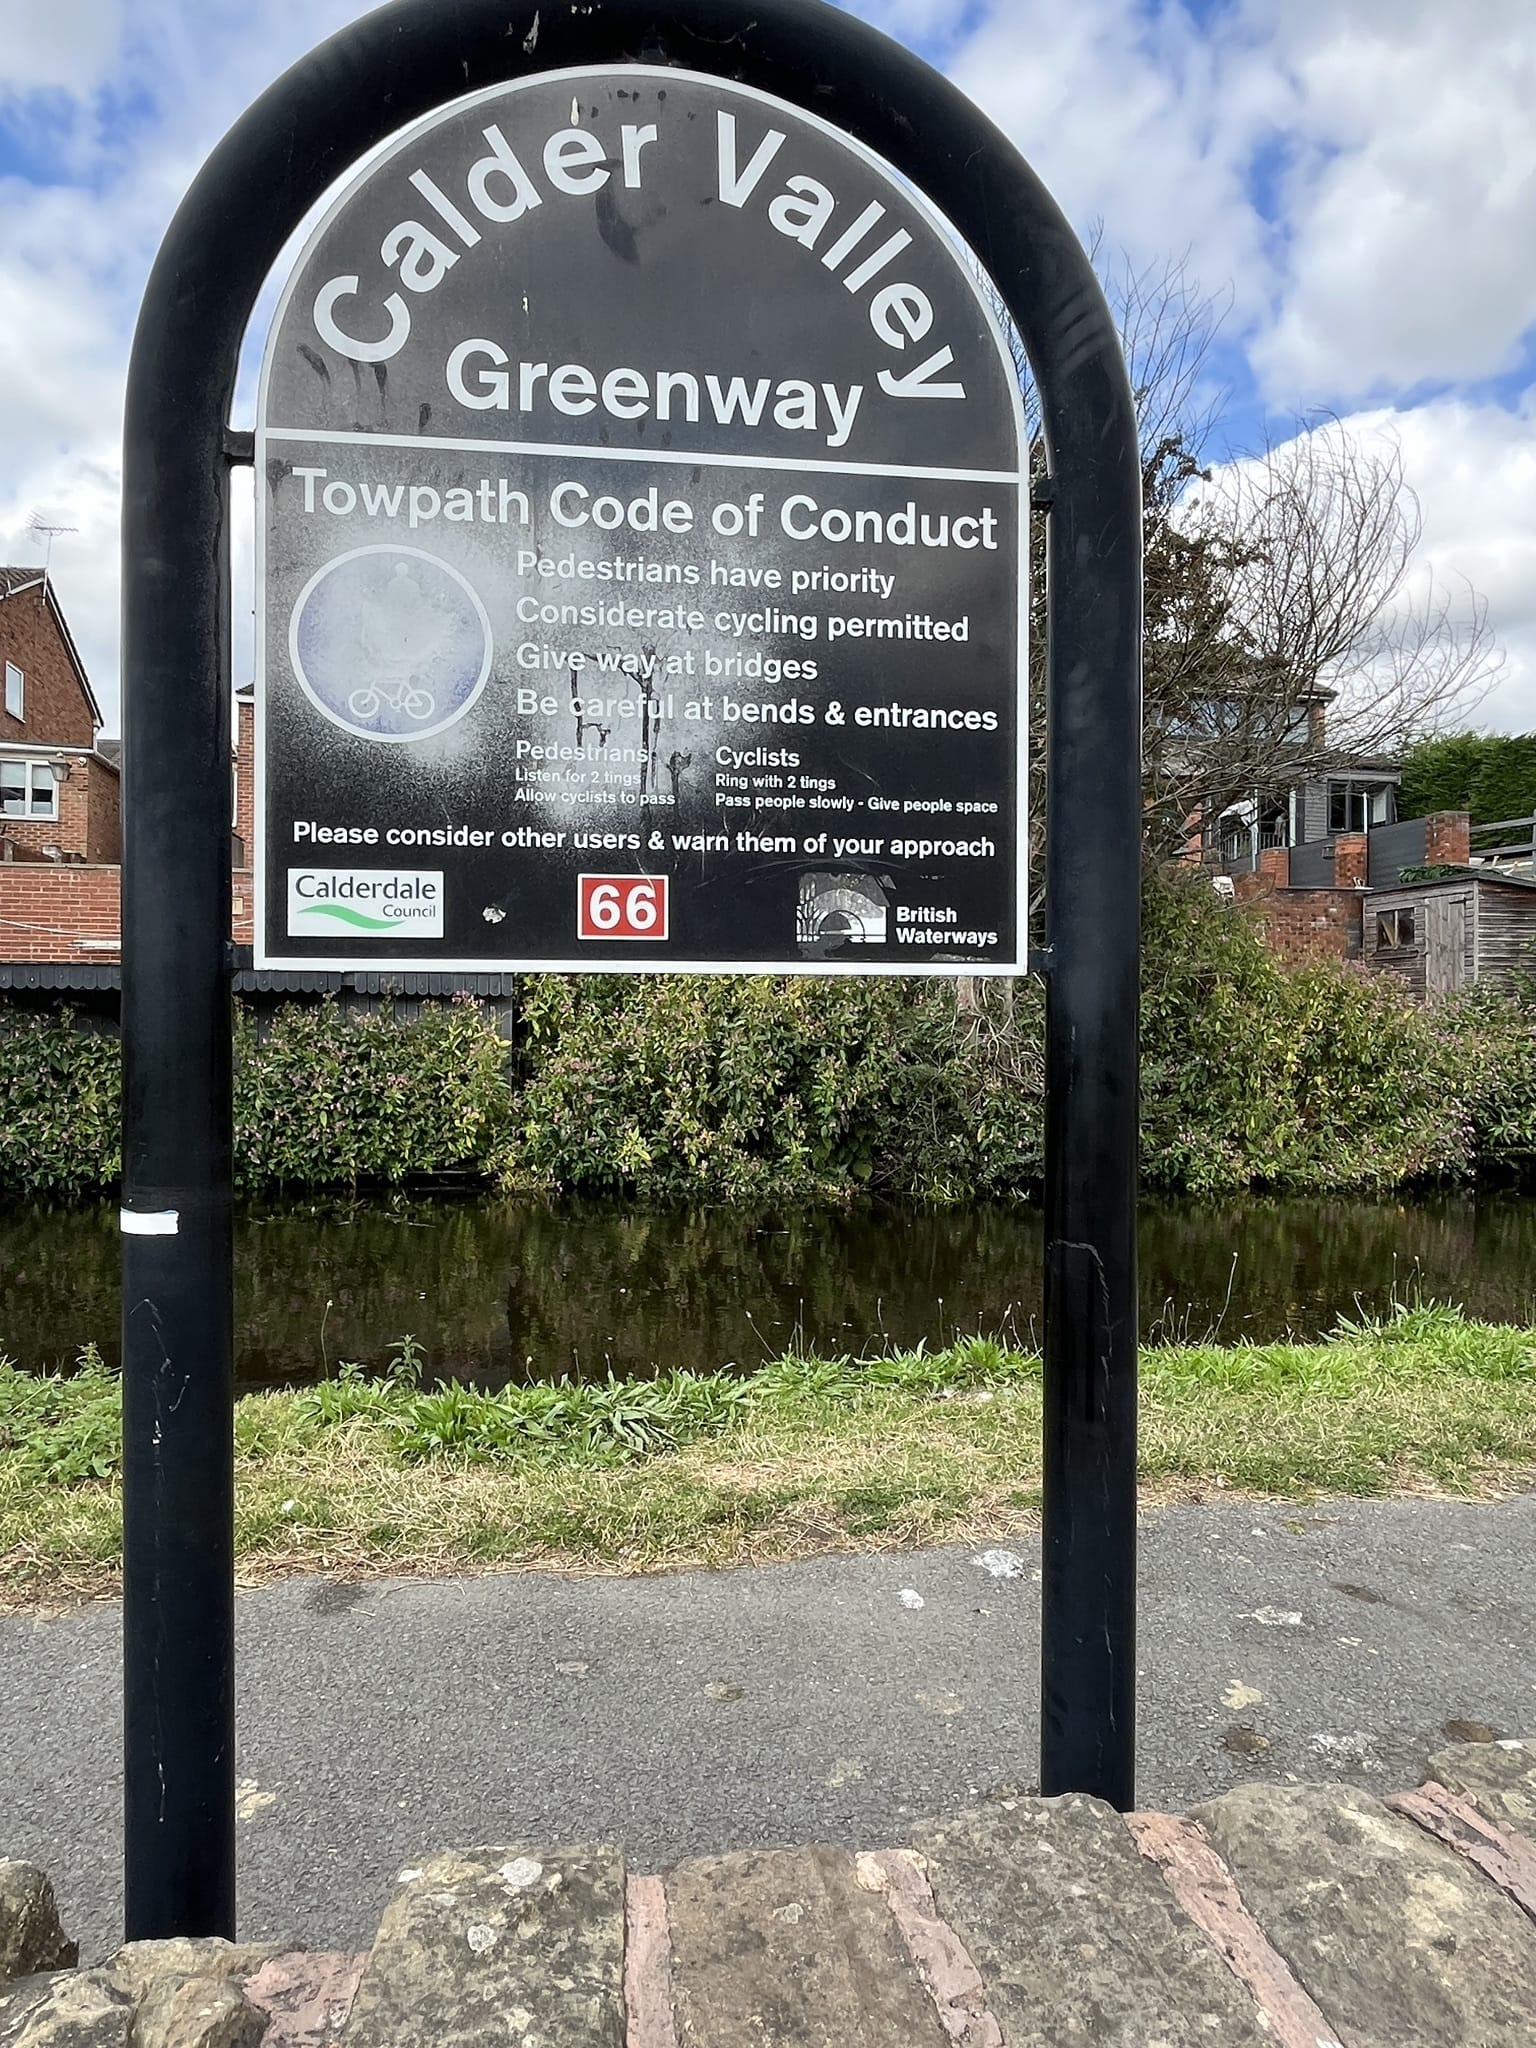 Calder Valley
Greenway
Towpath Code of Conduct
Pedestrians have priority
Considerate cycling permitted
Give way at bridges
Be careful at bends & entrances
Pedestrians
Listen for 2 tings
Allow cyclists to pass
Cyclists
Ring with 2 tings
Pass people slowly - Give people space
Please consider other users & warn them of your approach
Calderdale
Council
66
British
Waterways